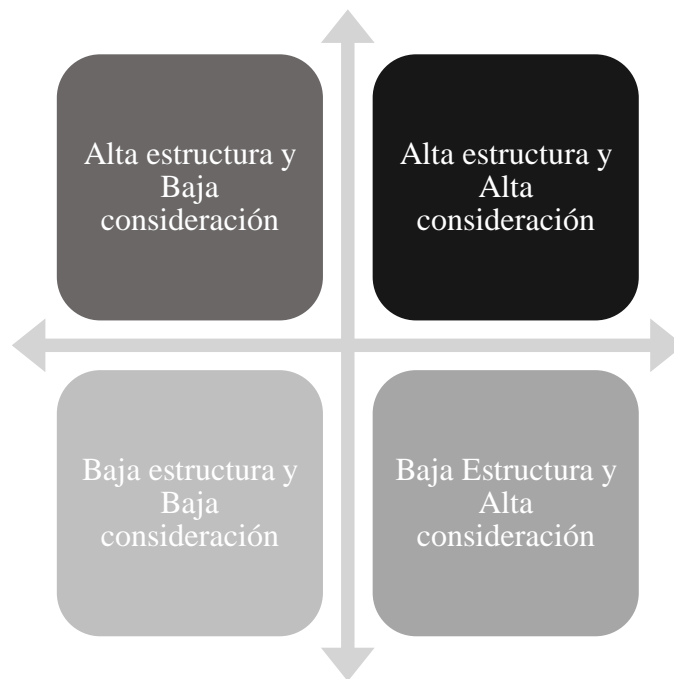 Alta estructura y
Baja
consideración
Alta estructura y
Alta
consideración
Baja estructura y
Baja
consideración
Baja Estructura y
Alta
consideración